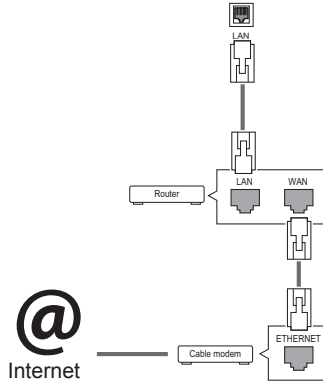 LAN
LAN WAN
Router
ETHERNET
@
Cable modem
Internet